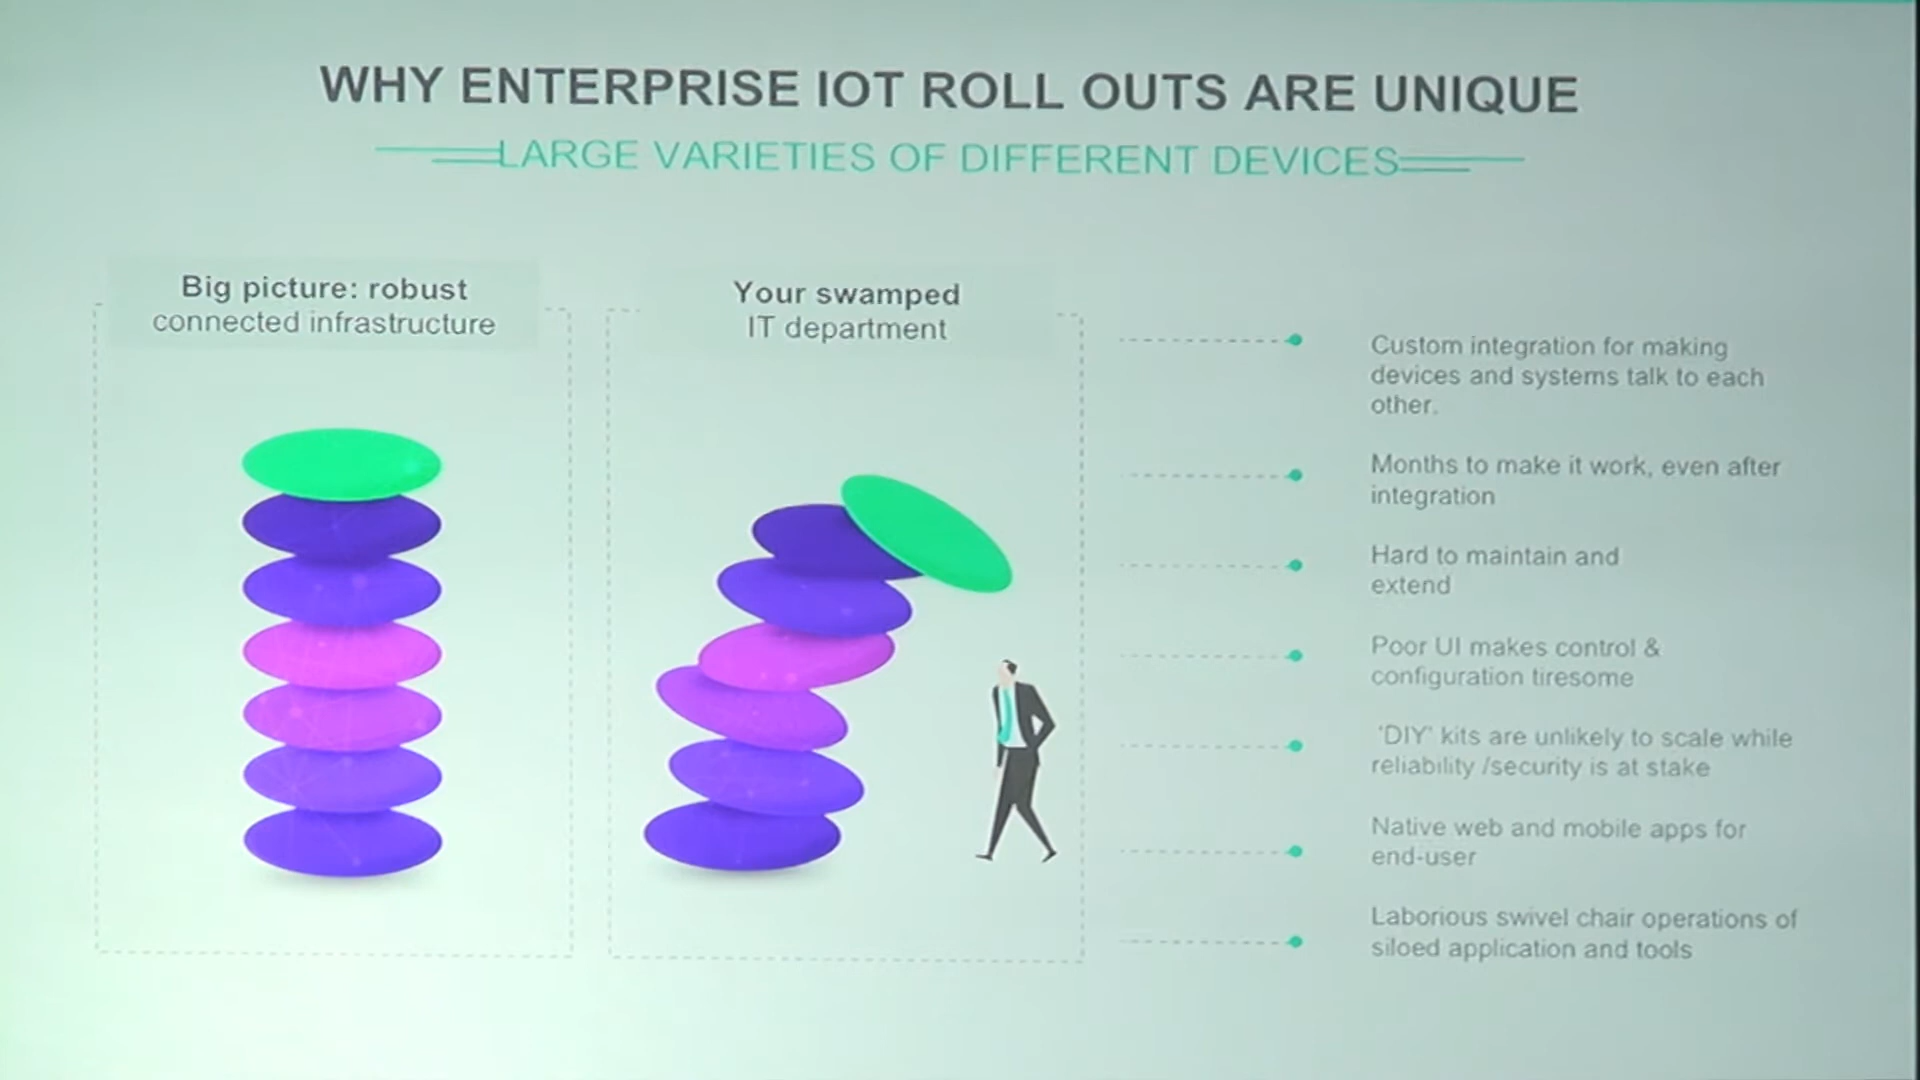 WHY ENTERPRISE IOT ROLL OUTS ARE UNIQUE
LARGE VARIETIES OF DIFFERENT DEVICES
Big picture: robust
connected infrastructure
Your swamped
IT department
Custom integration for making
devices and systems talk to each
other.
Months to make it work, even after
integration
Hard to maintain and
extend
Poor UI makes control &
configuration tiresome
'DIY' kits are unlikely to scale while
reliability /security is at stake
Native web and mobile apps for
end-user
Laborious swivel chair operations of
siloed application and tools